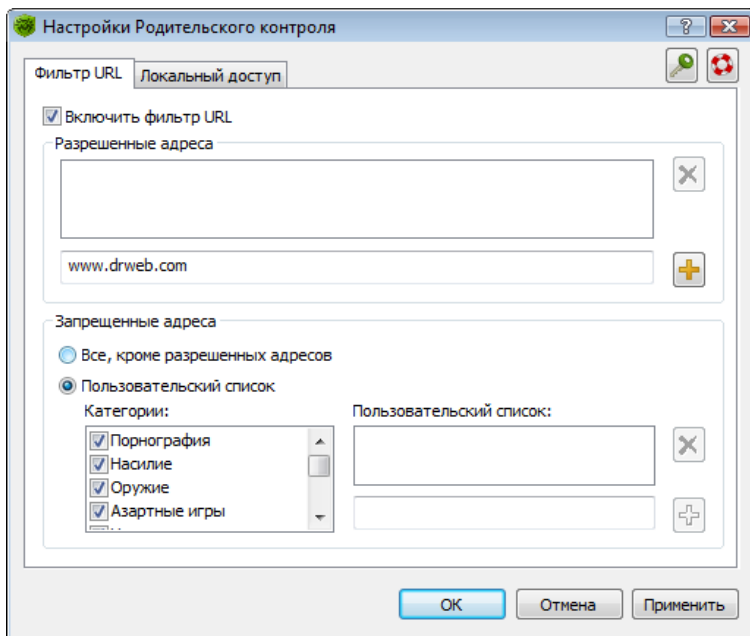 Настройки Родительского контроля
Фильтр URL
Локальный доступ
Включить фильтр URL
Разрешенные адреса
www.drweb.com
Запрещенные адреса
Все, кроме разрешенных адресов
Пользовательский список
Категории:
Пользовательский список:
Порнография
Насилие
Оружие
Азартные игры
OK
Отмена
Применить